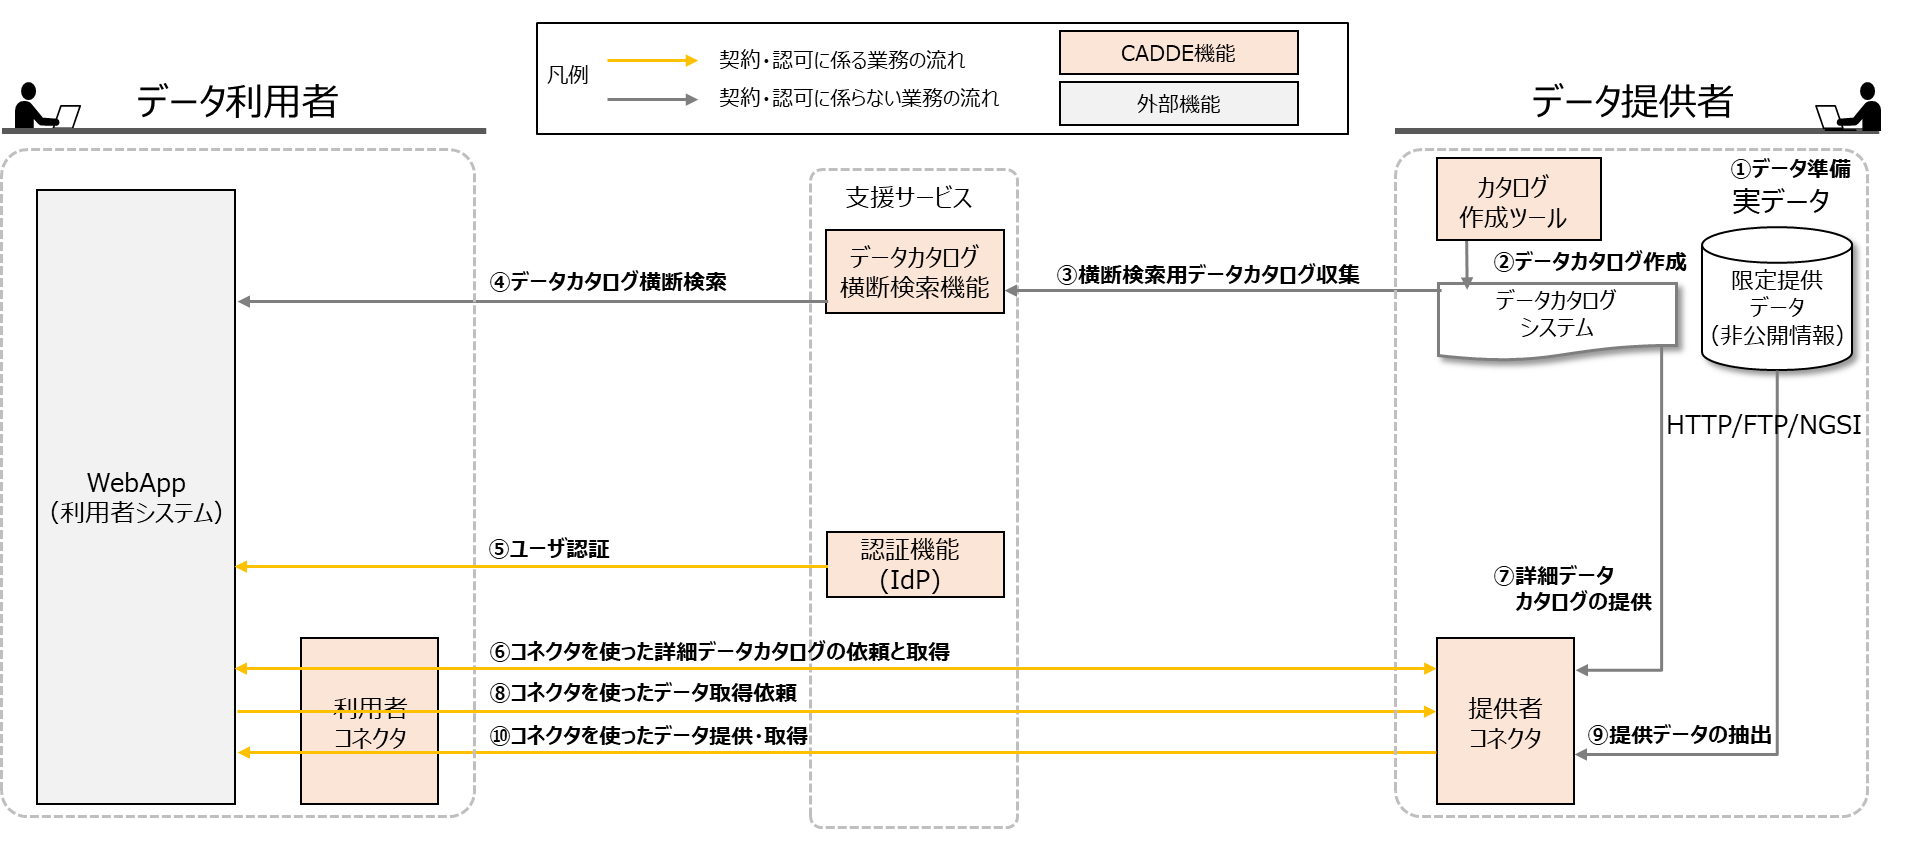 凡例
契約・認可に係る業務の流れ
契約・認可に係らない業務の流れ
CADDE機能
外部機能
データ利用者
データ提供者
WebApp
（利用者システム）
利用者
コネクタ
支援サービス
データカタログ
横断検索機能
認証機能
(IdP)
カタログ
作成ツール
①データ準備
実データ
②データカタログ作成
データカタログ
システム
限定提供
データ
（非公開情報）
HTTP/FTP/NGSI
③横断検索用データカタログ収集
④データカタログ横断検索
⑤ユーザ認証
⑥コネクタを使った詳細データカタログの依頼と取得
⑦詳細データ
カタログの提供
⑧コネクタを使ったデータ取得依頼
提供者
コネクタ
⑨提供データの抽出
⑩コネクタを使ったデータ提供・取得